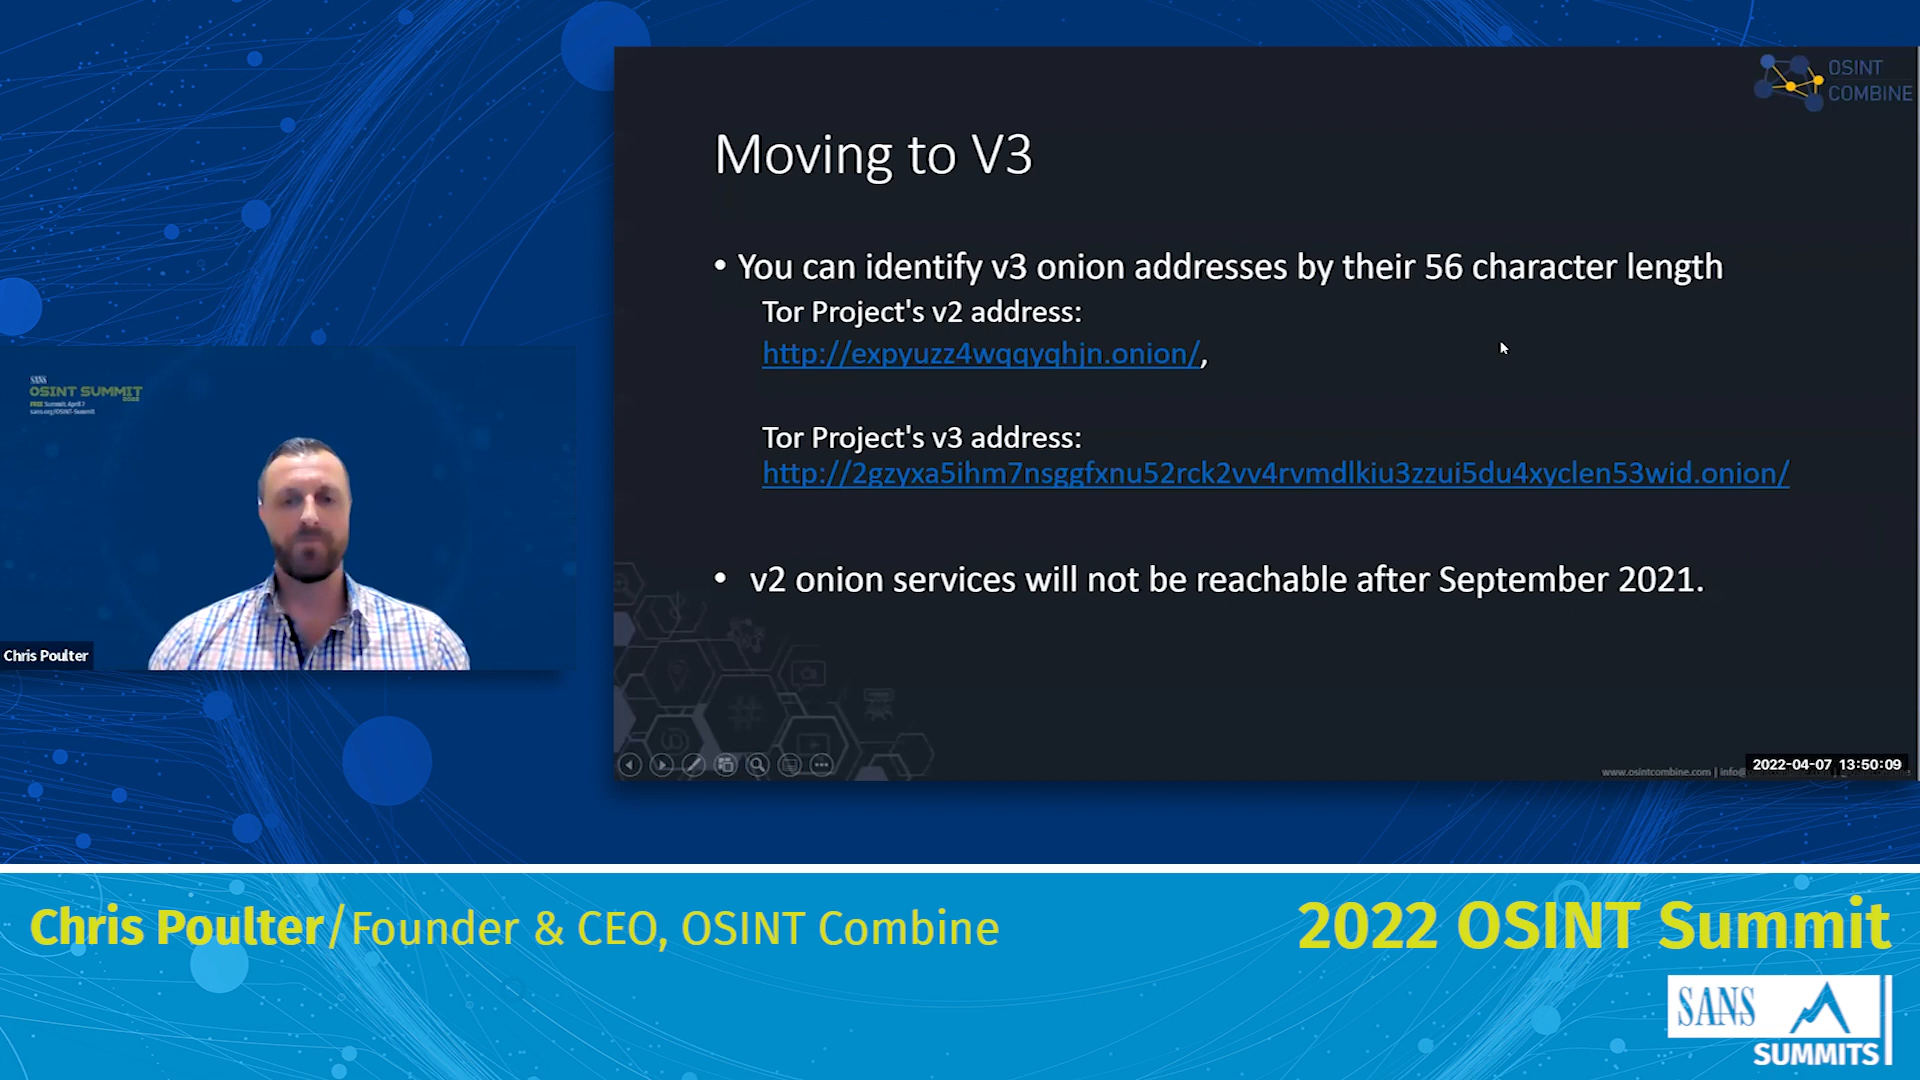 OSINT
COMBINE
Moving to V3
• You can identify v3 onion addresses by their 56 character length
Tor Project's v2 address:
http://expyuzz4wqqyqhjn.onion/,
Tor Project's v3 address:
http://2gzyxa5ihm7nsggfxnu52rck2vv4rvmdlkiu3zzui5du4xyclen53wid.onion/
• v2 onion services will not be reachable after September 2021.
SANS
OSINT SUMMIT
2022
FREE Summit: April 7
sans.org/OSINT-Summit
Chris Poulter
www.osintcombine.com | info@
2022-04-07 13:50:09
Chris Poulter/Founder & CEO, OSINT Combine
2022 OSINT Summit
SANS
SUMMITS